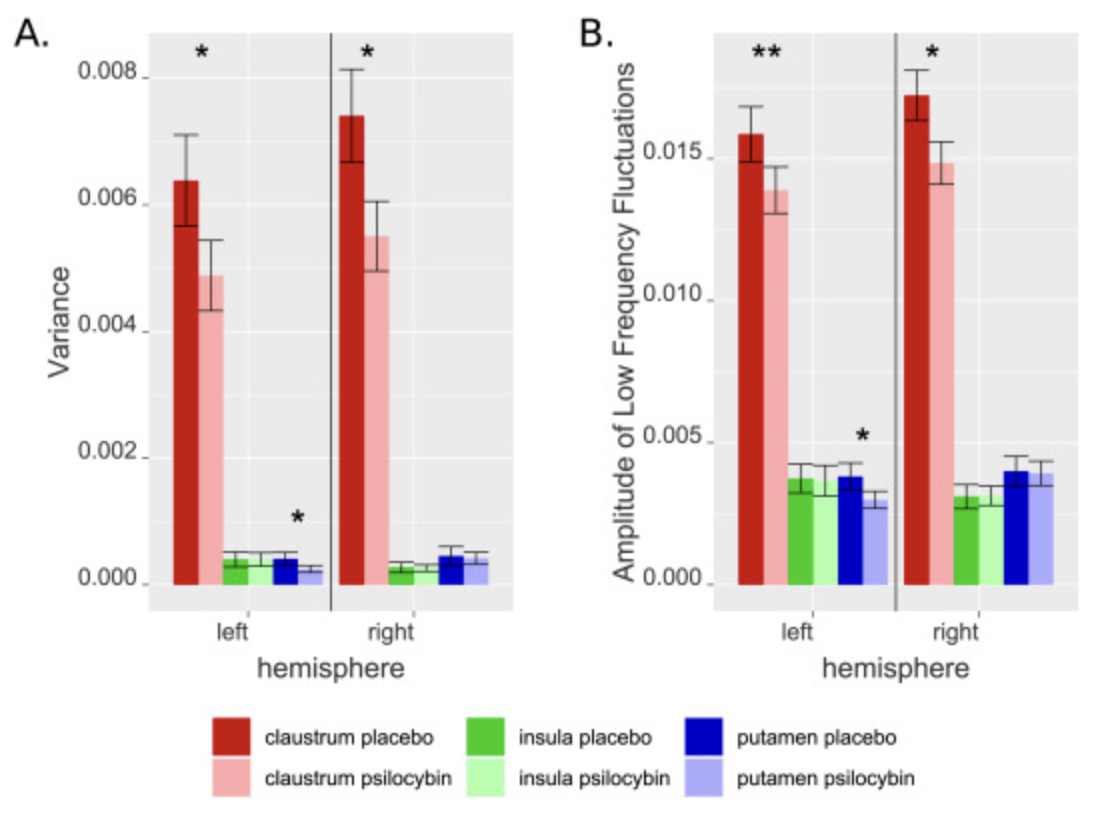 A.
Variance
0.008
0.006
0.004
0.002
0.000
*
*
*
left
right
hemisphere
B.
Amplitude of Low Frequency Fluctuations
0.015
0.010
0.005
0.000
**
*
*
left
right
hemisphere
claustrum placebo
insula placebo
putamen placebo
claustrum psilocybin
insula psilocybin
putamen psilocybin